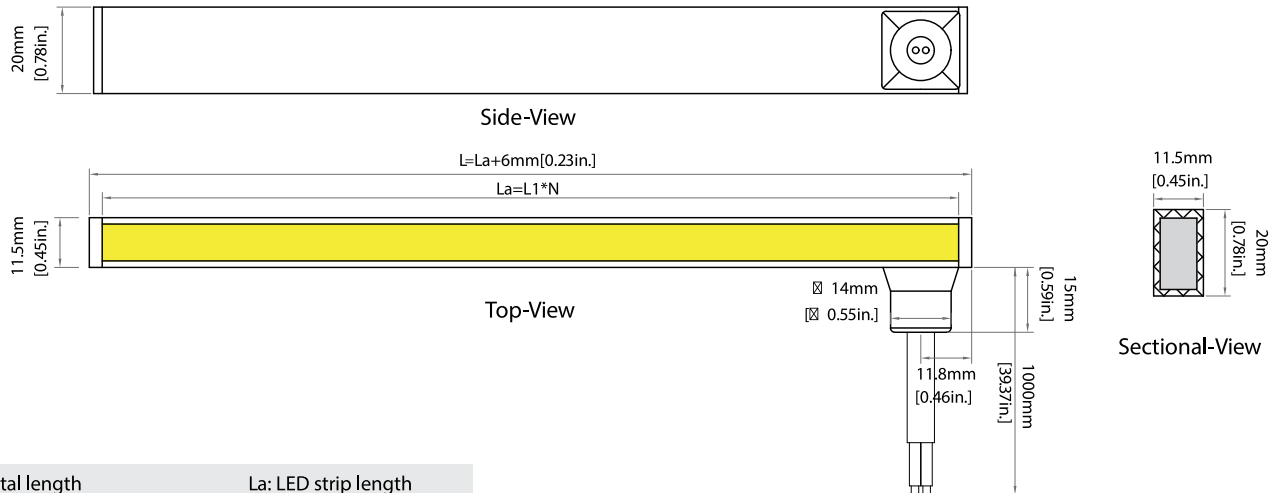 20mm
[0.78in.]
Side-View
L=La+6mm[0.23in.]
La=L1*N
11.5mm
[0.45in.]
Top-View
14mm
[ 0.55in.]
15mm
[0.59in.]
11.8mm
[0.46in.]
1000mm
[39.37in.]
11.5mm
[0.45in.]
20mm
[0.78in.]
Sectional-View
tal length La: LED strip length